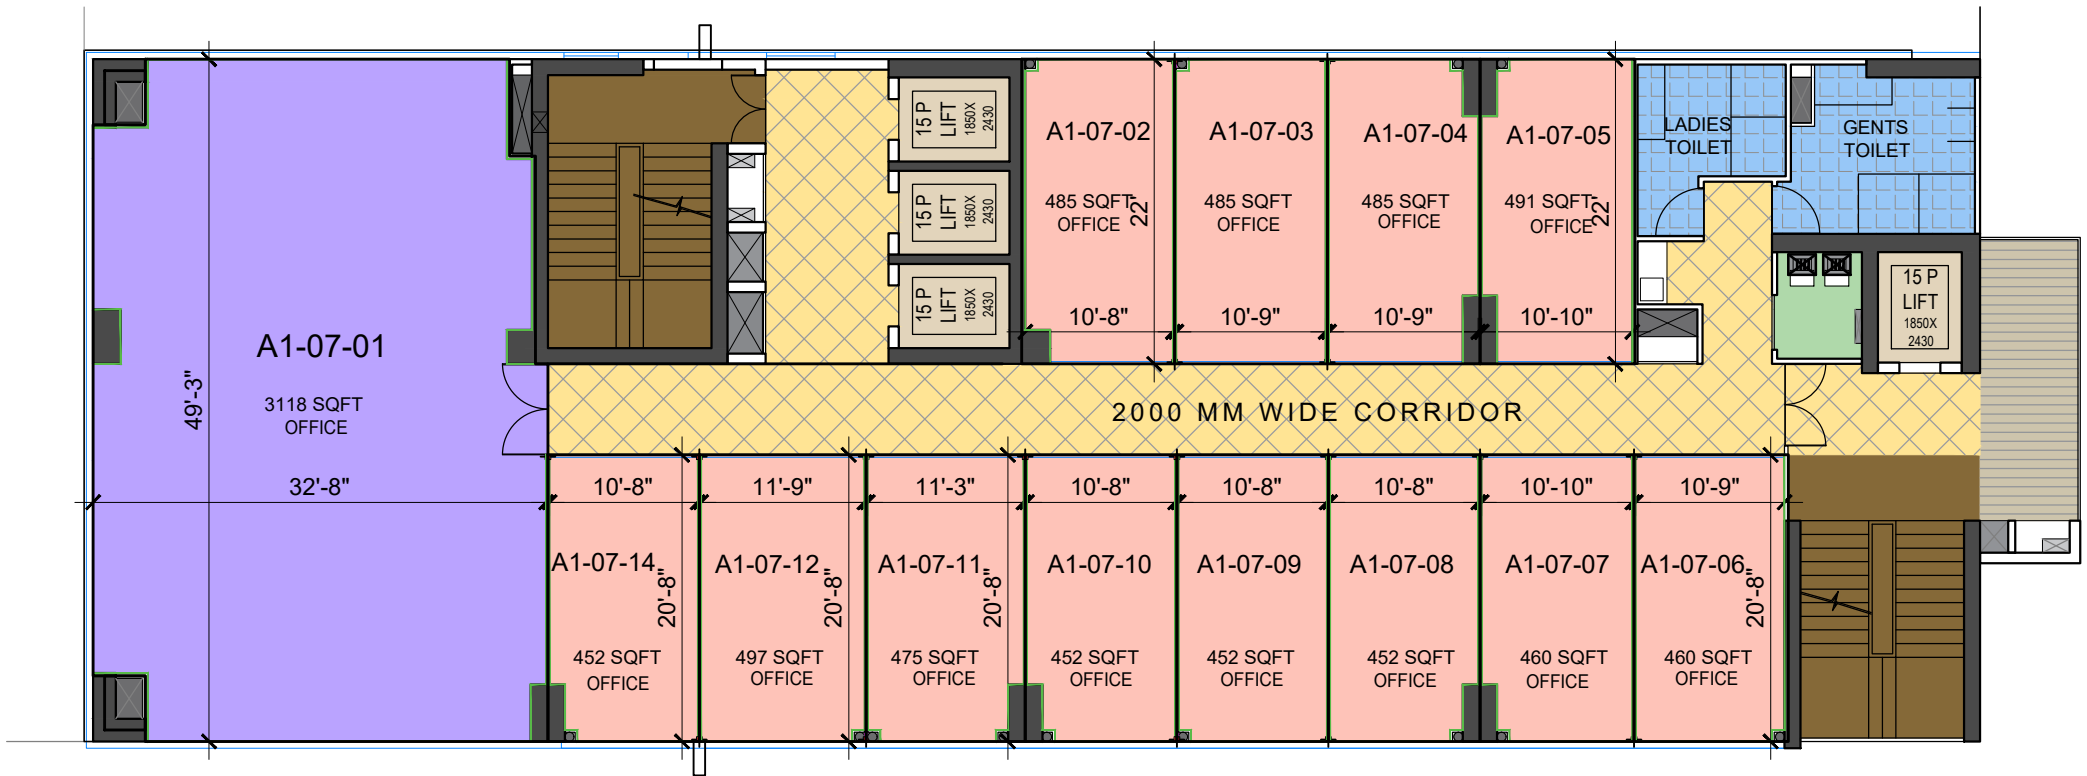 15 P
LIFT
1850X
2430
15 P
LIFT
1850X
2430
15 P
LIFT
1850X
2430
A1-07-02
485 SQFT
OFFICE
22'
10'-8"
A1-07-03
485 SQFT
OFFICE
10'-9"
A1-07-04
485 SQFT
OFFICE
10'-9"
A1-07-05
491 SQFT
OFFICE
22'
10'-10"
LADIES
TOILET
GENTS
TOILET
15 P
LIFT
1850X
2430
A1-07-01
3118 SQFT
OFFICE
49'-3"
32'-8"
2000 MM WIDE CORRIDOR
10'-8"
A1-07-14
20'-8"
452 SQFT
OFFICE
11'-9"
A1-07-12
20'-8"
497 SQFT
OFFICE
11'-3"
A1-07-11
20'-8"
475 SQFT
OFFICE
10'-8"
A1-07-10
452 SQFT
OFFICE
10'-8"
A1-07-09
452 SQFT
OFFICE
10'-8"
A1-07-08
452 SQFT
OFFICE
10'-10"
A1-07-07
460 SQFT
OFFICE
10'-9"
A1-07-06
20'-8"
460 SQFT
OFFICE